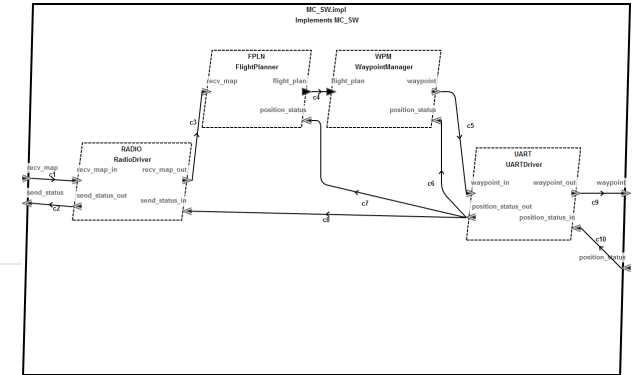 MC_SW.impl
Implements MC_SW
FPLN
FlightPlanner
recv_map
flight_plan
position_status
c4
WPM
WaypointManager
flight_plan
waypoint
position_status
c3
c5
RADIO
RadioDriver
recv_map_in
recv_map_out
send_status_out
send_status_in
recv_map
c1
send_status
c2
UART
UARTDriver
waypoint_in
waypoint_out
position_status_out
position_status_in
c6
c7
c8
waypoint
c9
c10
position_status